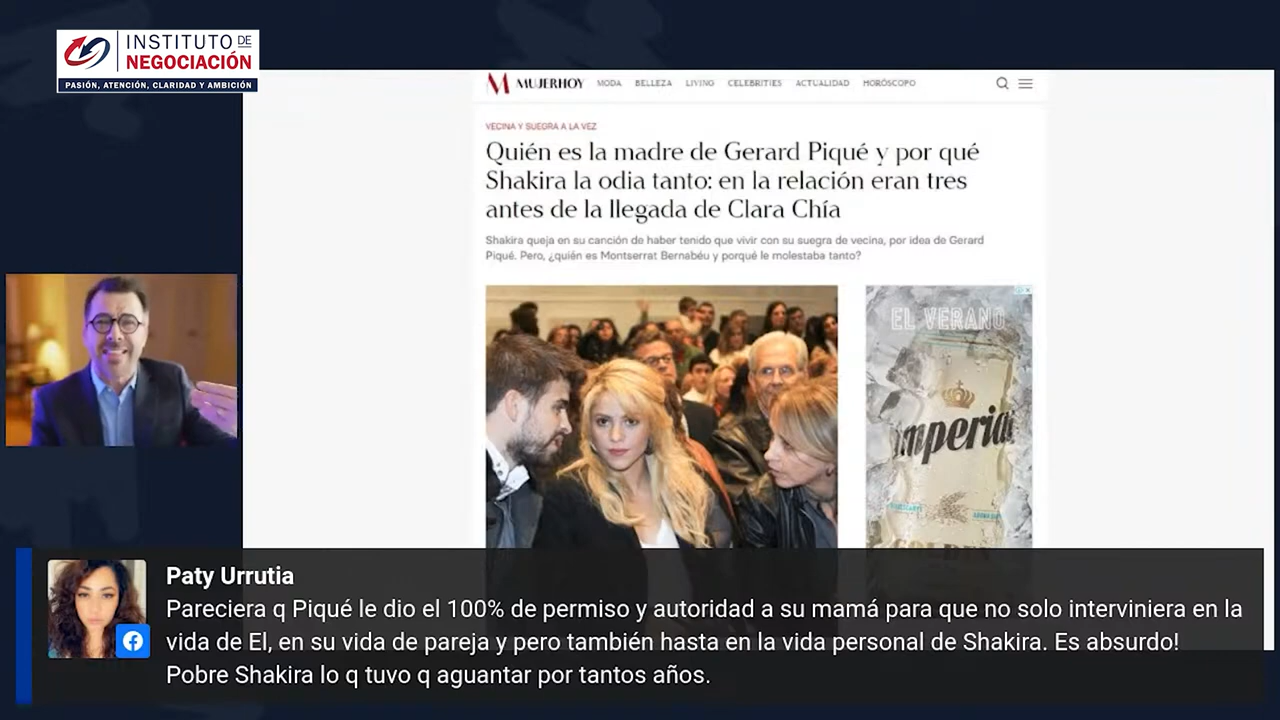 INSTITUTO DE
NEGOCIACIÓN
PASIÓN, ATENCIÓN, CLARIDAD Y AMBICIÓN
MUJERHOY MODA BELLEZA LIVING CELEBRITIES ACTUALIDAD HORÓSCOPO
VECINA Y SUEGRA A LA VEZ
Quién es la madre de Gerard Piqué y por qué
Shakira la odia tanto: en la relación eran tres
antes de la llegada de Clara Chía
Shakira queja en su canción de haber tenido que vivir con su suegra de vecina, por idea de Gerard
Piqué. Pero, ¿quién es Montserrat Bernabéu y porqué le molestaba tanto?
EL VERANO
Imperial
Paty Urrutia
Pareciera q Piqué le dio el 100% de permiso y autoridad a su mamá para que no solo interviniera en la
vida de El, en su vida de pareja y pero también hasta en la vida personal de Shakira. Es absurdo!
Pobre Shakira lo q tuvo q aguantar por tantos años.